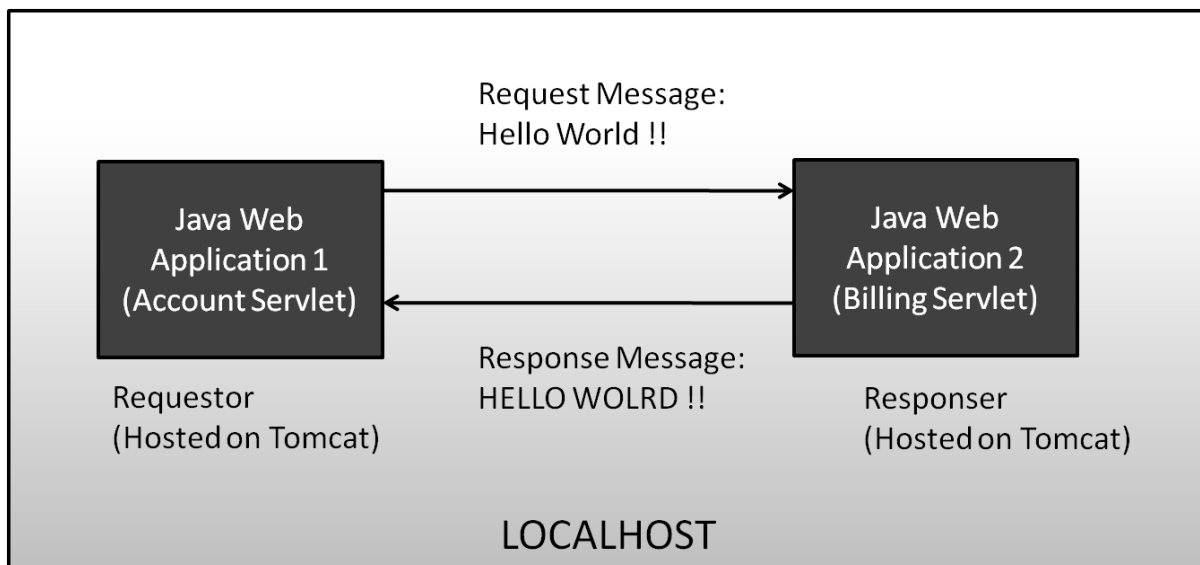 Request Message:
Hello World !!
Java Web
Application 1
(Account Servlet)
Java Web
Application 2
(Billing Servlet)
Response Message:
HELLO WOLRD !!
Requestor
(Hosted on Tomcat)
Responser
(Hosted on Tomcat)
LOCALHOST